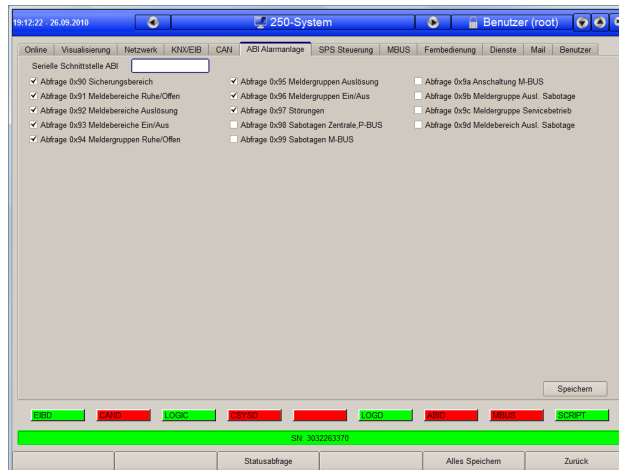 19:12:22 - 26.09.2010 250-System Benutzer (root)
Online Visualisierung Netzwerk KNX/EIB CAN ABI Alarmanlage SPS Steuerung MBUS Fernbedienung Dienste Mail Benutzer
Serielle Schnittstelle ABI
Abfrage 0x90 Sicherungsbereich Abfrage 0x95 Meldergruppen Auslösung Abfrage 0x9a Anschaltung M-BUS
Abfrage 0x91 Meldebereiche Ruhe/Offen Abfrage 0x96 Meldergruppen Ein/Aus Abfrage 0x9b Meldergruppe Ausl. Sabotage
Abfrage 0x92 Meldebereiche Auslösung Abfrage 0x97 Störungen Abfrage 0x9c Meldergruppe Servicebetrieb
Abfrage 0x93 Meldebereiche Ein/Aus Abfrage 0x98 Sabotagen Zentrale,P-BUS Abfrage 0x9d Meldebereich Ausl. Sabotage
Abfrage 0x94 Meldergruppen Ruhe/Offen Abfrage 0x99 Sabotagen M-BUS
Speichern
EIBD CAND LOGIC CSYSD LOGD ABID MBUS SCRIPT
SN: 3032263370
Statusabfrage Alles Speichern Zurück